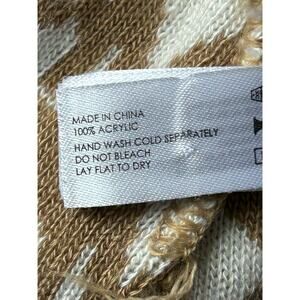 MADE IN CHINA
100% ACRYLIC
HAND WASH COLD SEPARATELY
DO NOT BLEACH
LAY FLAT TO DRY